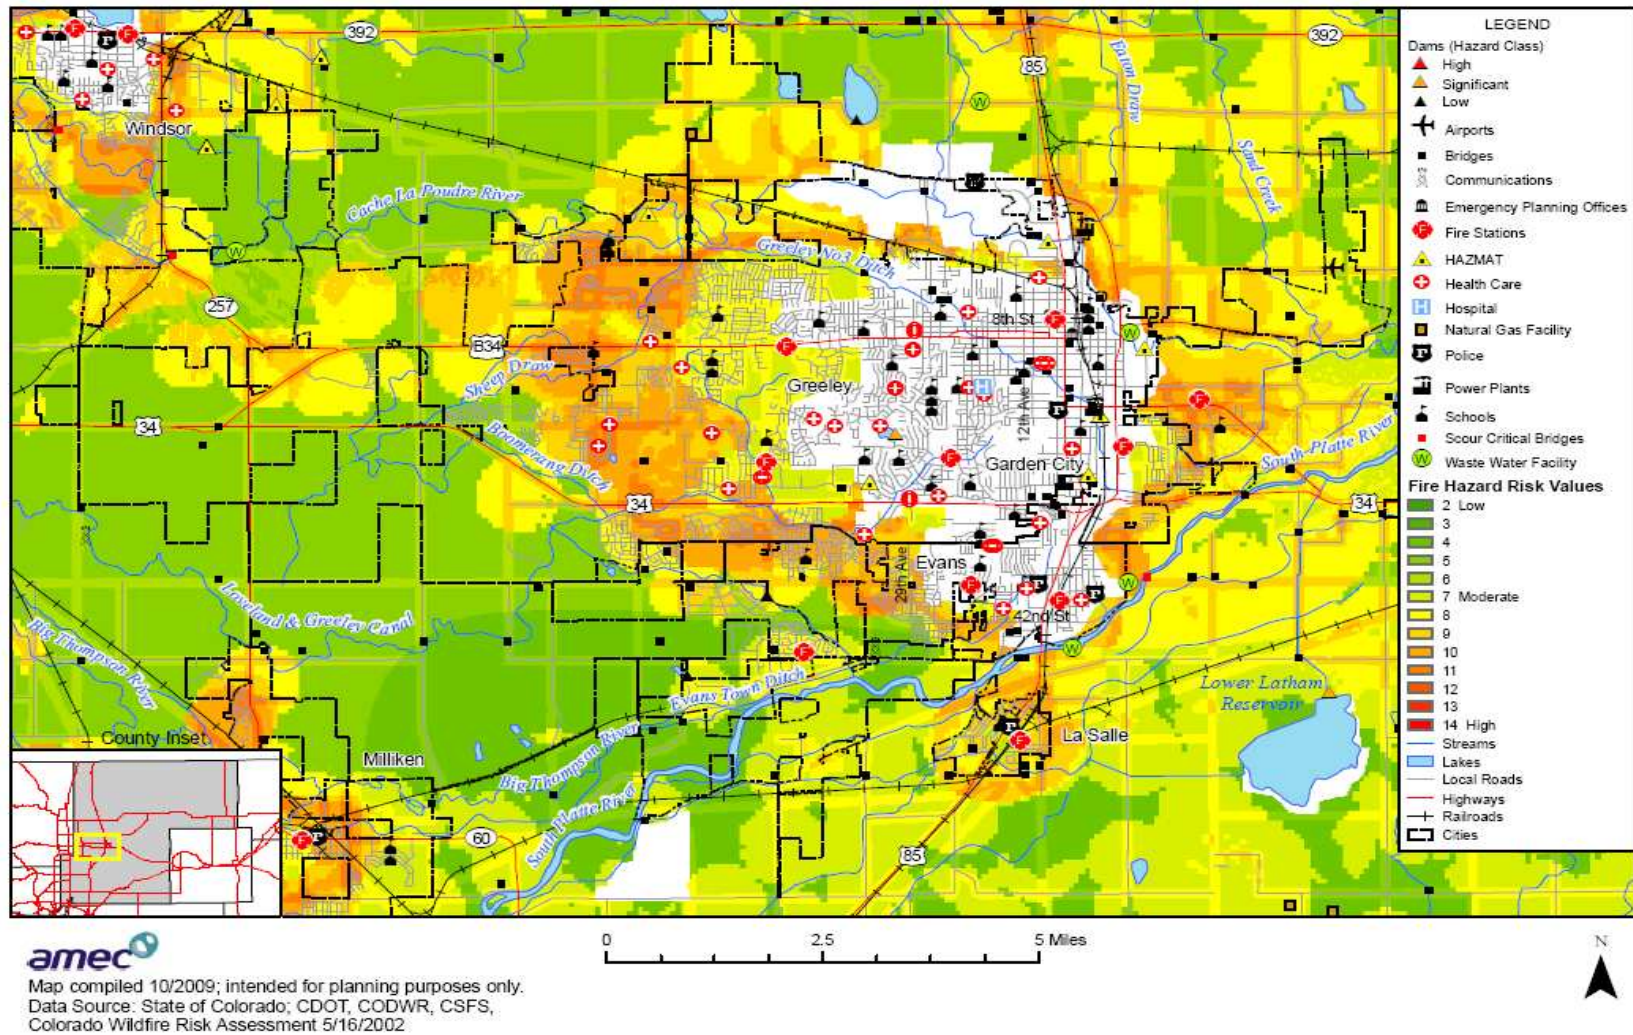 392
392
85
Eaton Draw
Windsor
Sand Creek
Cache La Poudre River
Greeley No3 Ditch
257
8th St
B34
Sheep Draw
Greeley
12th Ave
34
Boomerang Ditch
Garden City
South Platte River
34
34
Evans
29th Ave
42nd St
Loveland & Greeley Canal
Big Thompson River
Evans Town Ditch
Lower Latham
Reservoir
La Salle
County Inset
Milliken
Big Thompson River
South Platte River
60
85
LEGEND
Dams (Hazard Class)
High
Significant
Low
Airports
Bridges
Communications
Emergency Planning Offices
F Fire Stations
HAZMAT
Health Care
H Hospital
Natural Gas Facility
P Police
Power Plants
Schools
Scour Critical Bridges
W Waste Water Facility
Fire Hazard Risk Values
2 Low
3
4
5
6
7 Moderate
8
9
10
11
12
13
14 High
Streams
Lakes
Local Roads
Highways
Railroads
Cities
amec
0 2.5 5 Miles
N
Map compiled 10/2009; intended for planning purposes only.
Data Source: State of Colorado; CDOT, CODWR, CSFS,
Colorado Wildfire Risk Assessment 5/16/2002